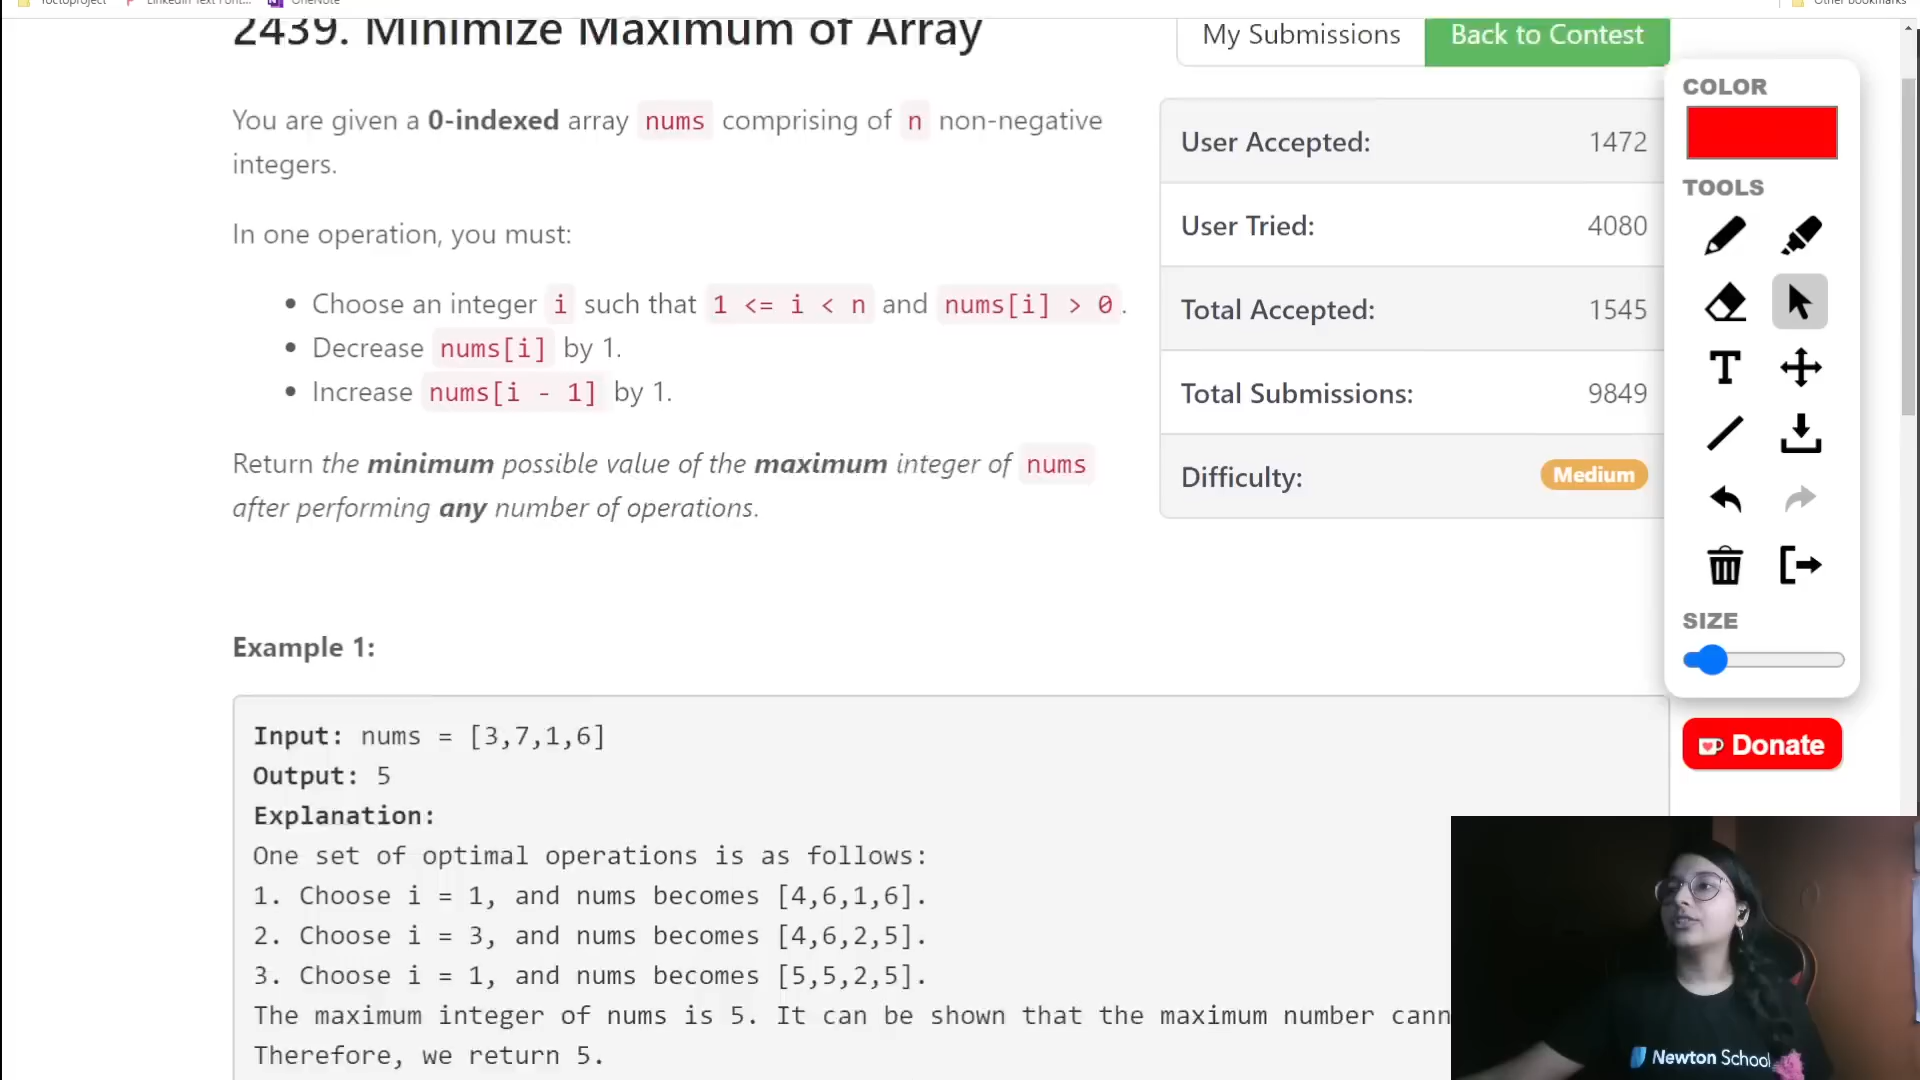 Yoctoproject LinkedIn Text Font... OneNote Other bookmarks
2439. Minimize Maximum of Array
My Submissions Back to Contest
You are given a 0-indexed array nums comprising of n non-negative
integers.
In one operation, you must:
• Choose an integer i such that 1 <= i < n and nums[i] > 0.
• Decrease nums[i] by 1.
• Increase nums[i - 1] by 1.
Return the minimum possible value of the maximum integer of nums
after performing any number of operations.
User Accepted: 1472
User Tried: 4080
Total Accepted: 1545
Total Submissions: 9849
Difficulty: Medium
Example 1:
Input: nums = [3,7,1,6]
Output: 5
Explanation:
One set of optimal operations is as follows:
1. Choose i = 1, and nums becomes [4,6,1,6].
2. Choose i = 3, and nums becomes [4,6,2,5].
3. Choose i = 1, and nums becomes [5,5,2,5].
The maximum integer of nums is 5. It can be shown that the maximum number cann
Therefore, we return 5.
COLOR
TOOLS
T
SIZE
Donate
Newton School